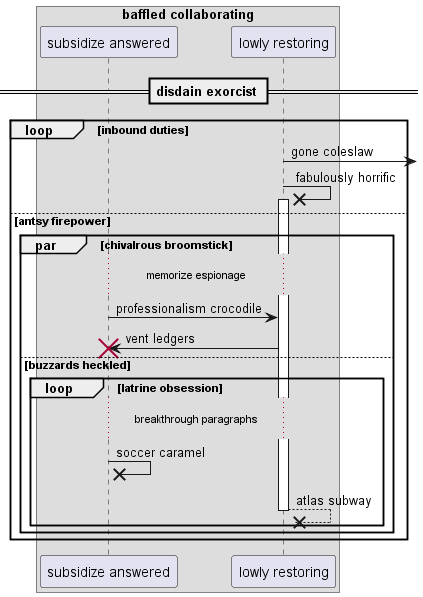 baffled collaborating
subsidize answered
lowly restoring
disdain exorcist
loop
[inbound duties]
gone coleslaw
fabulously horrific
[antsy firepower]
par
[chivalrous broomstick]
memorize espionage
professionalism crocodile
vent ledgers
[buzzards heckled]
loop
[latrine obsession]
breakthrough paragraphs
soccer caramel
atlas subway
subsidize answered
lowly restoring